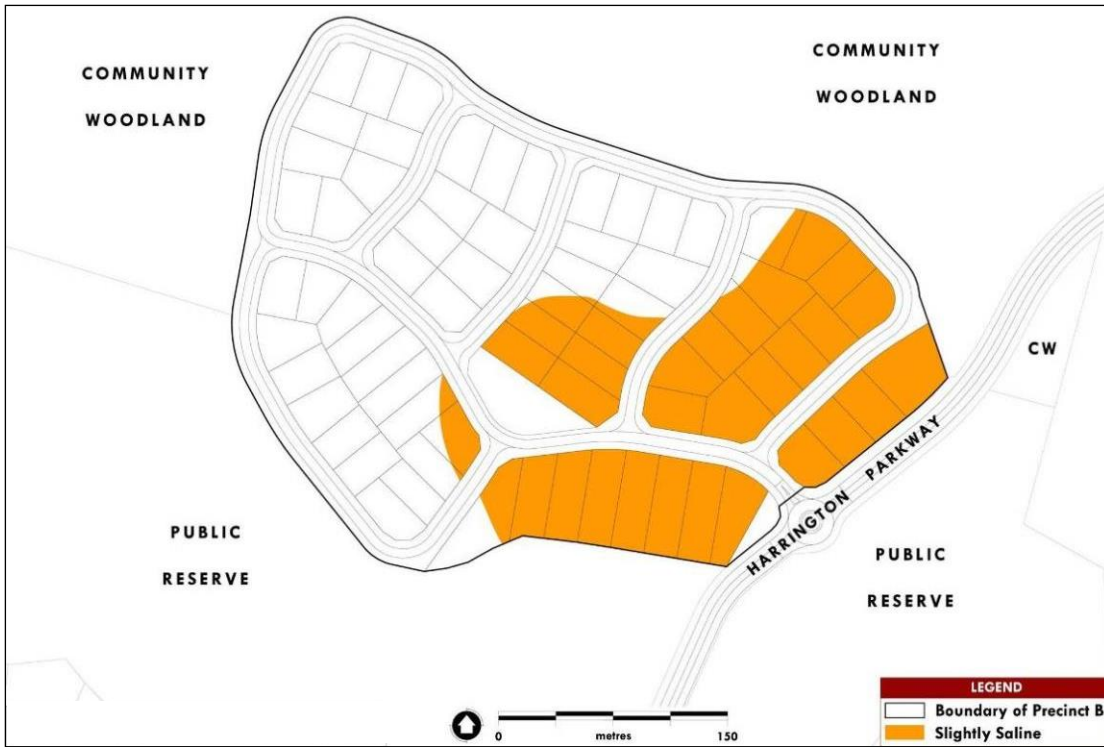 COMMUNITY
WOODLAND
COMMUNITY
WOODLAND
CW
HARRINGTON PARKWAY
PUBLIC
RESERVE
PUBLIC
RESERVE
LEGEND
Boundary of Precinct B
Slightly Saline
0 metres 150